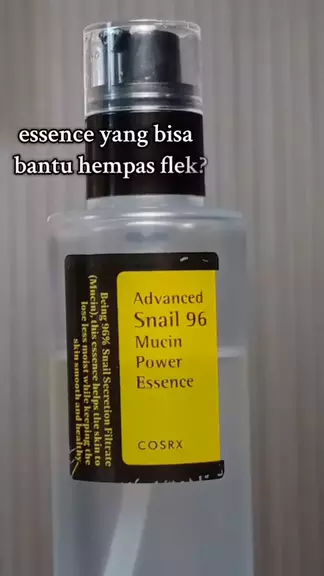 essence yang bisa
bantu hempas flek?
Advanced
Snail 96
Mucin
Power
Essence
COSRX
Being 96% Snail Secretion Filtrate
(Mucin), this essence helps the skin to
lose less moist while keeping the
skin smooth and healthy.